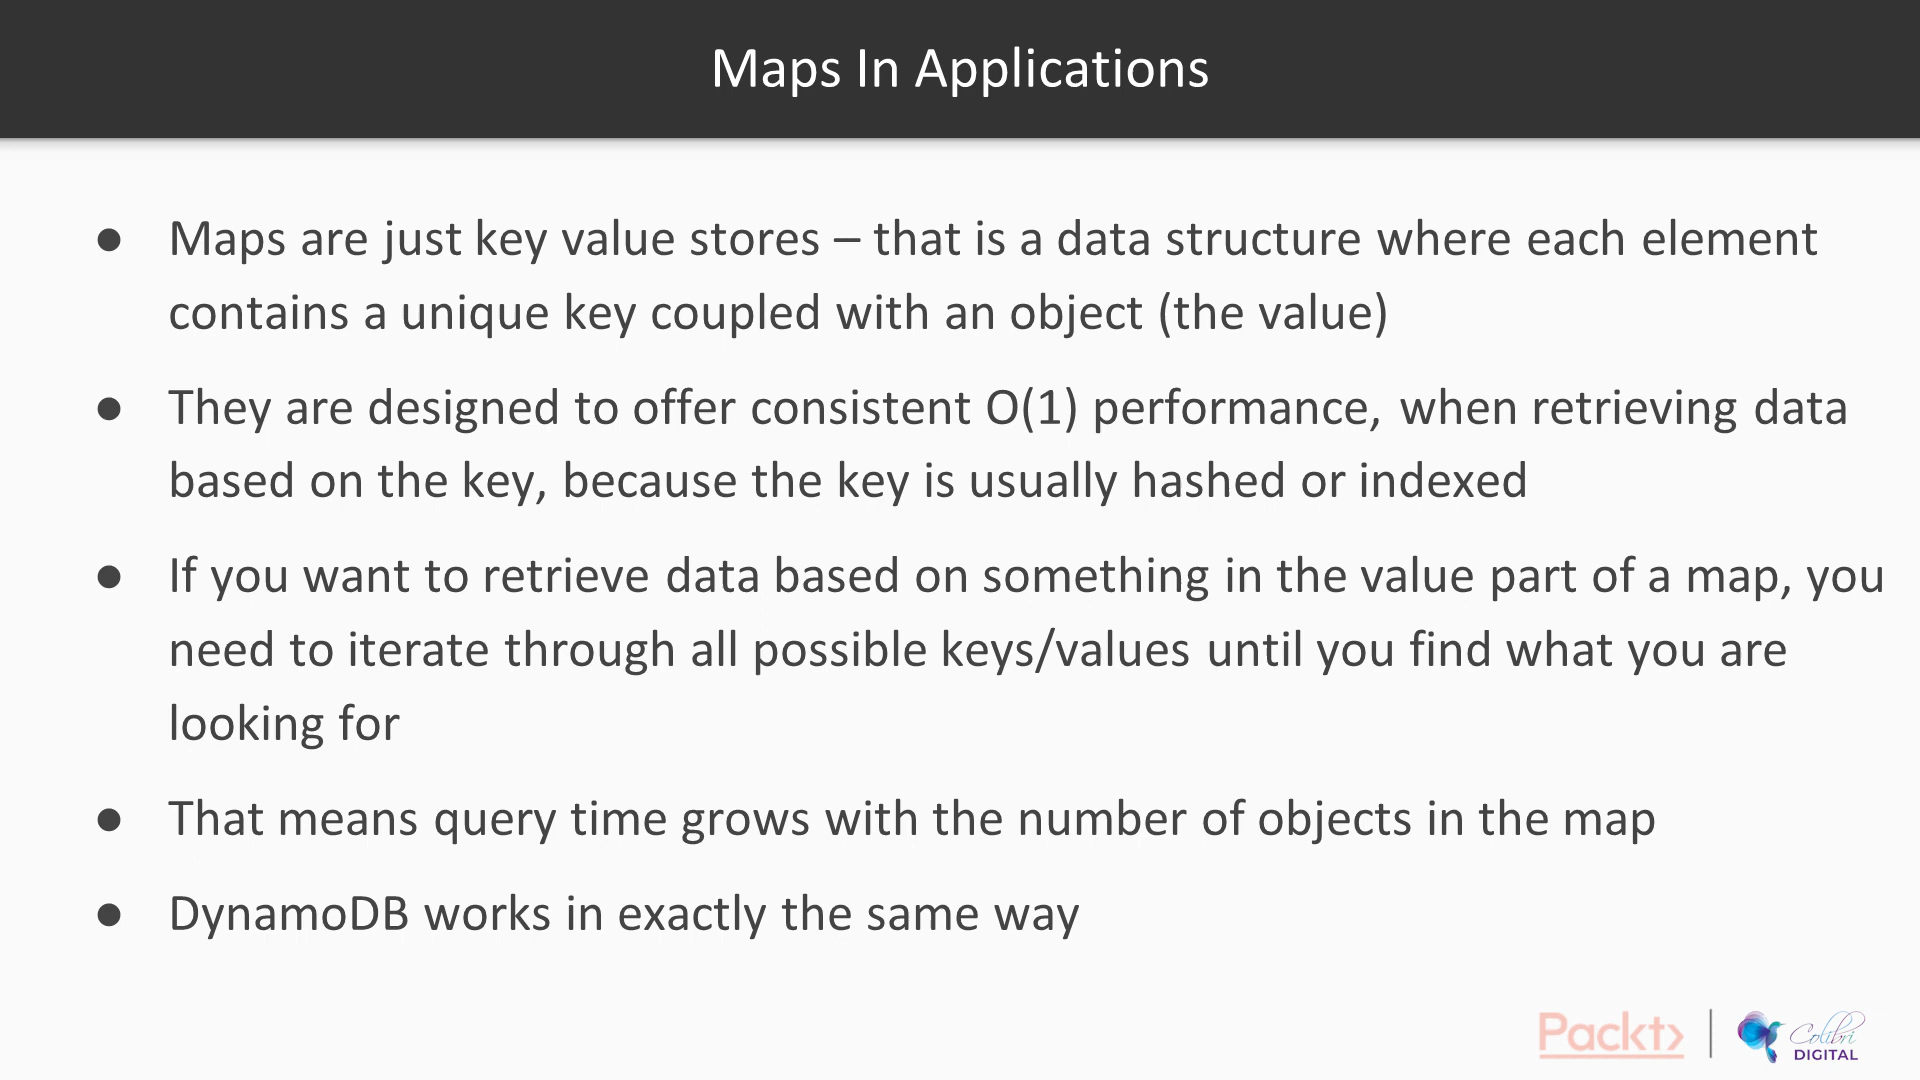 Maps In Applications
● Maps are just key value stores – that is a data structure where each element
contains a unique key coupled with an object (the value)
● They are designed to offer consistent O(1) performance, when retrieving data
based on the key, because the key is usually hashed or indexed
● If you want to retrieve data based on something in the value part of a map, you
need to iterate through all possible keys/values until you find what you are
looking for
● That means query time grows with the number of objects in the map
● DynamoDB works in exactly the same way
Packt>
Colibri
DIGITAL